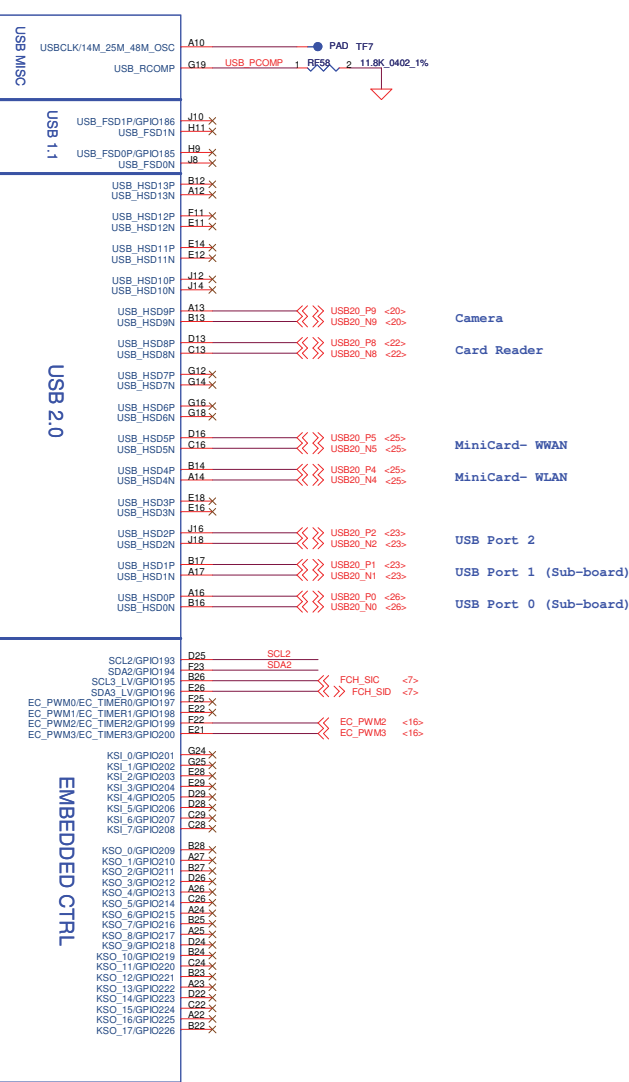 USB MISC
USBCLK/14M_25M_48M_OSC A10 PAD TF7
USB_RCOMP G19 USB_PCOMP 1 RF58 2 11.8K_0402_1%
USB 1.1
USB_FSD1P/GPIO186 J10
USB_FSD1N H11
USB_FSD0P/GPIO185 H9
USB_FSD0N J8
USB 2.0
USB_HSD13P B12
USB_HSD13N A12
USB_HSD12P F11
USB_HSD12N E11
USB_HSD11P E14
USB_HSD11N E12
USB_HSD10P J12
USB_HSD10N J14
USB_HSD9P A13 USB20_P9 <20>
USB_HSD9N B13 USB20_N9 <20>
Camera
USB_HSD8P D13 USB20_P8 <22>
USB_HSD8N C13 USB20_N8 <22>
Card Reader
USB_HSD7P G12
USB_HSD7N G14
USB_HSD6P G16
USB_HSD6N G18
USB_HSD5P D16 USB20_P5 <25>
USB_HSD5N C16 USB20_N5 <25>
MiniCard- WWAN
USB_HSD4P B14 USB20_P4 <25>
USB_HSD4N A14 USB20_N4 <25>
MiniCard- WLAN
USB_HSD3P E18
USB_HSD3N E16
USB_HSD2P J16 USB20_P2 <23>
USB_HSD2N J18 USB20_N2 <23>
USB Port 2
USB_HSD1P B17 USB20_P1 <23>
USB_HSD1N A17 USB20_N1 <23>
USB Port 1 (Sub-board)
USB_HSD0P A16 USB20_P0 <26>
USB_HSD0N B16 USB20_N0 <26>
USB Port 0 (Sub-board)
EMBEDDED CTRL
SCL2/GPIO193 D25 SCL2
SDA2/GPIO194 F23 SDA2
SCL3_LV/GPIO195 B26 FCH_SIC <7>
SDA3_LV/GPIO196 E26 FCH_SID <7>
EC_PWM0/EC_TIMER0/GPIO197 F25
EC_PWM1/EC_TIMER1/GPIO198 E22
EC_PWM2/EC_TIMER2/GPIO199 F22 EC_PWM2 <16>
EC_PWM3/EC_TIMER3/GPIO200 E21 EC_PWM3 <16>
KSI_0/GPIO201 G24
KSI_1/GPIO202 G25
KSI_2/GPIO203 E28
KSI_3/GPIO204 E29
KSI_4/GPIO205 D29
KSI_5/GPIO206 D28
KSI_6/GPIO207 C29
KSI_7/GPIO208 C28
KSO_0/GPIO209 B28
KSO_1/GPIO210 A27
KSO_2/GPIO211 B27
KSO_3/GPIO212 D26
KSO_4/GPIO213 A26
KSO_5/GPIO214 C26
KSO_6/GPIO215 A24
KSO_7/GPIO216 B25
KSO_8/GPIO217 A25
KSO_9/GPIO218 D24
KSO_10/GPIO219 B24
KSO_11/GPIO220 C24
KSO_12/GPIO221 B23
KSO_13/GPIO222 A23
KSO_14/GPIO223 D22
KSO_15/GPIO224 C22
KSO_16/GPIO225 A22
KSO_17/GPIO226 B22